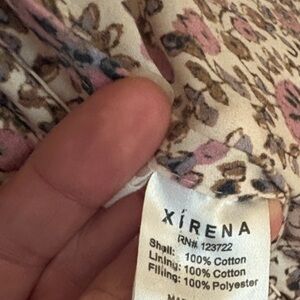 XÍRENA
RN# 123722
Shell: 100% Cotton
Lining: 100% Cotton
Filling: 100% Polyester